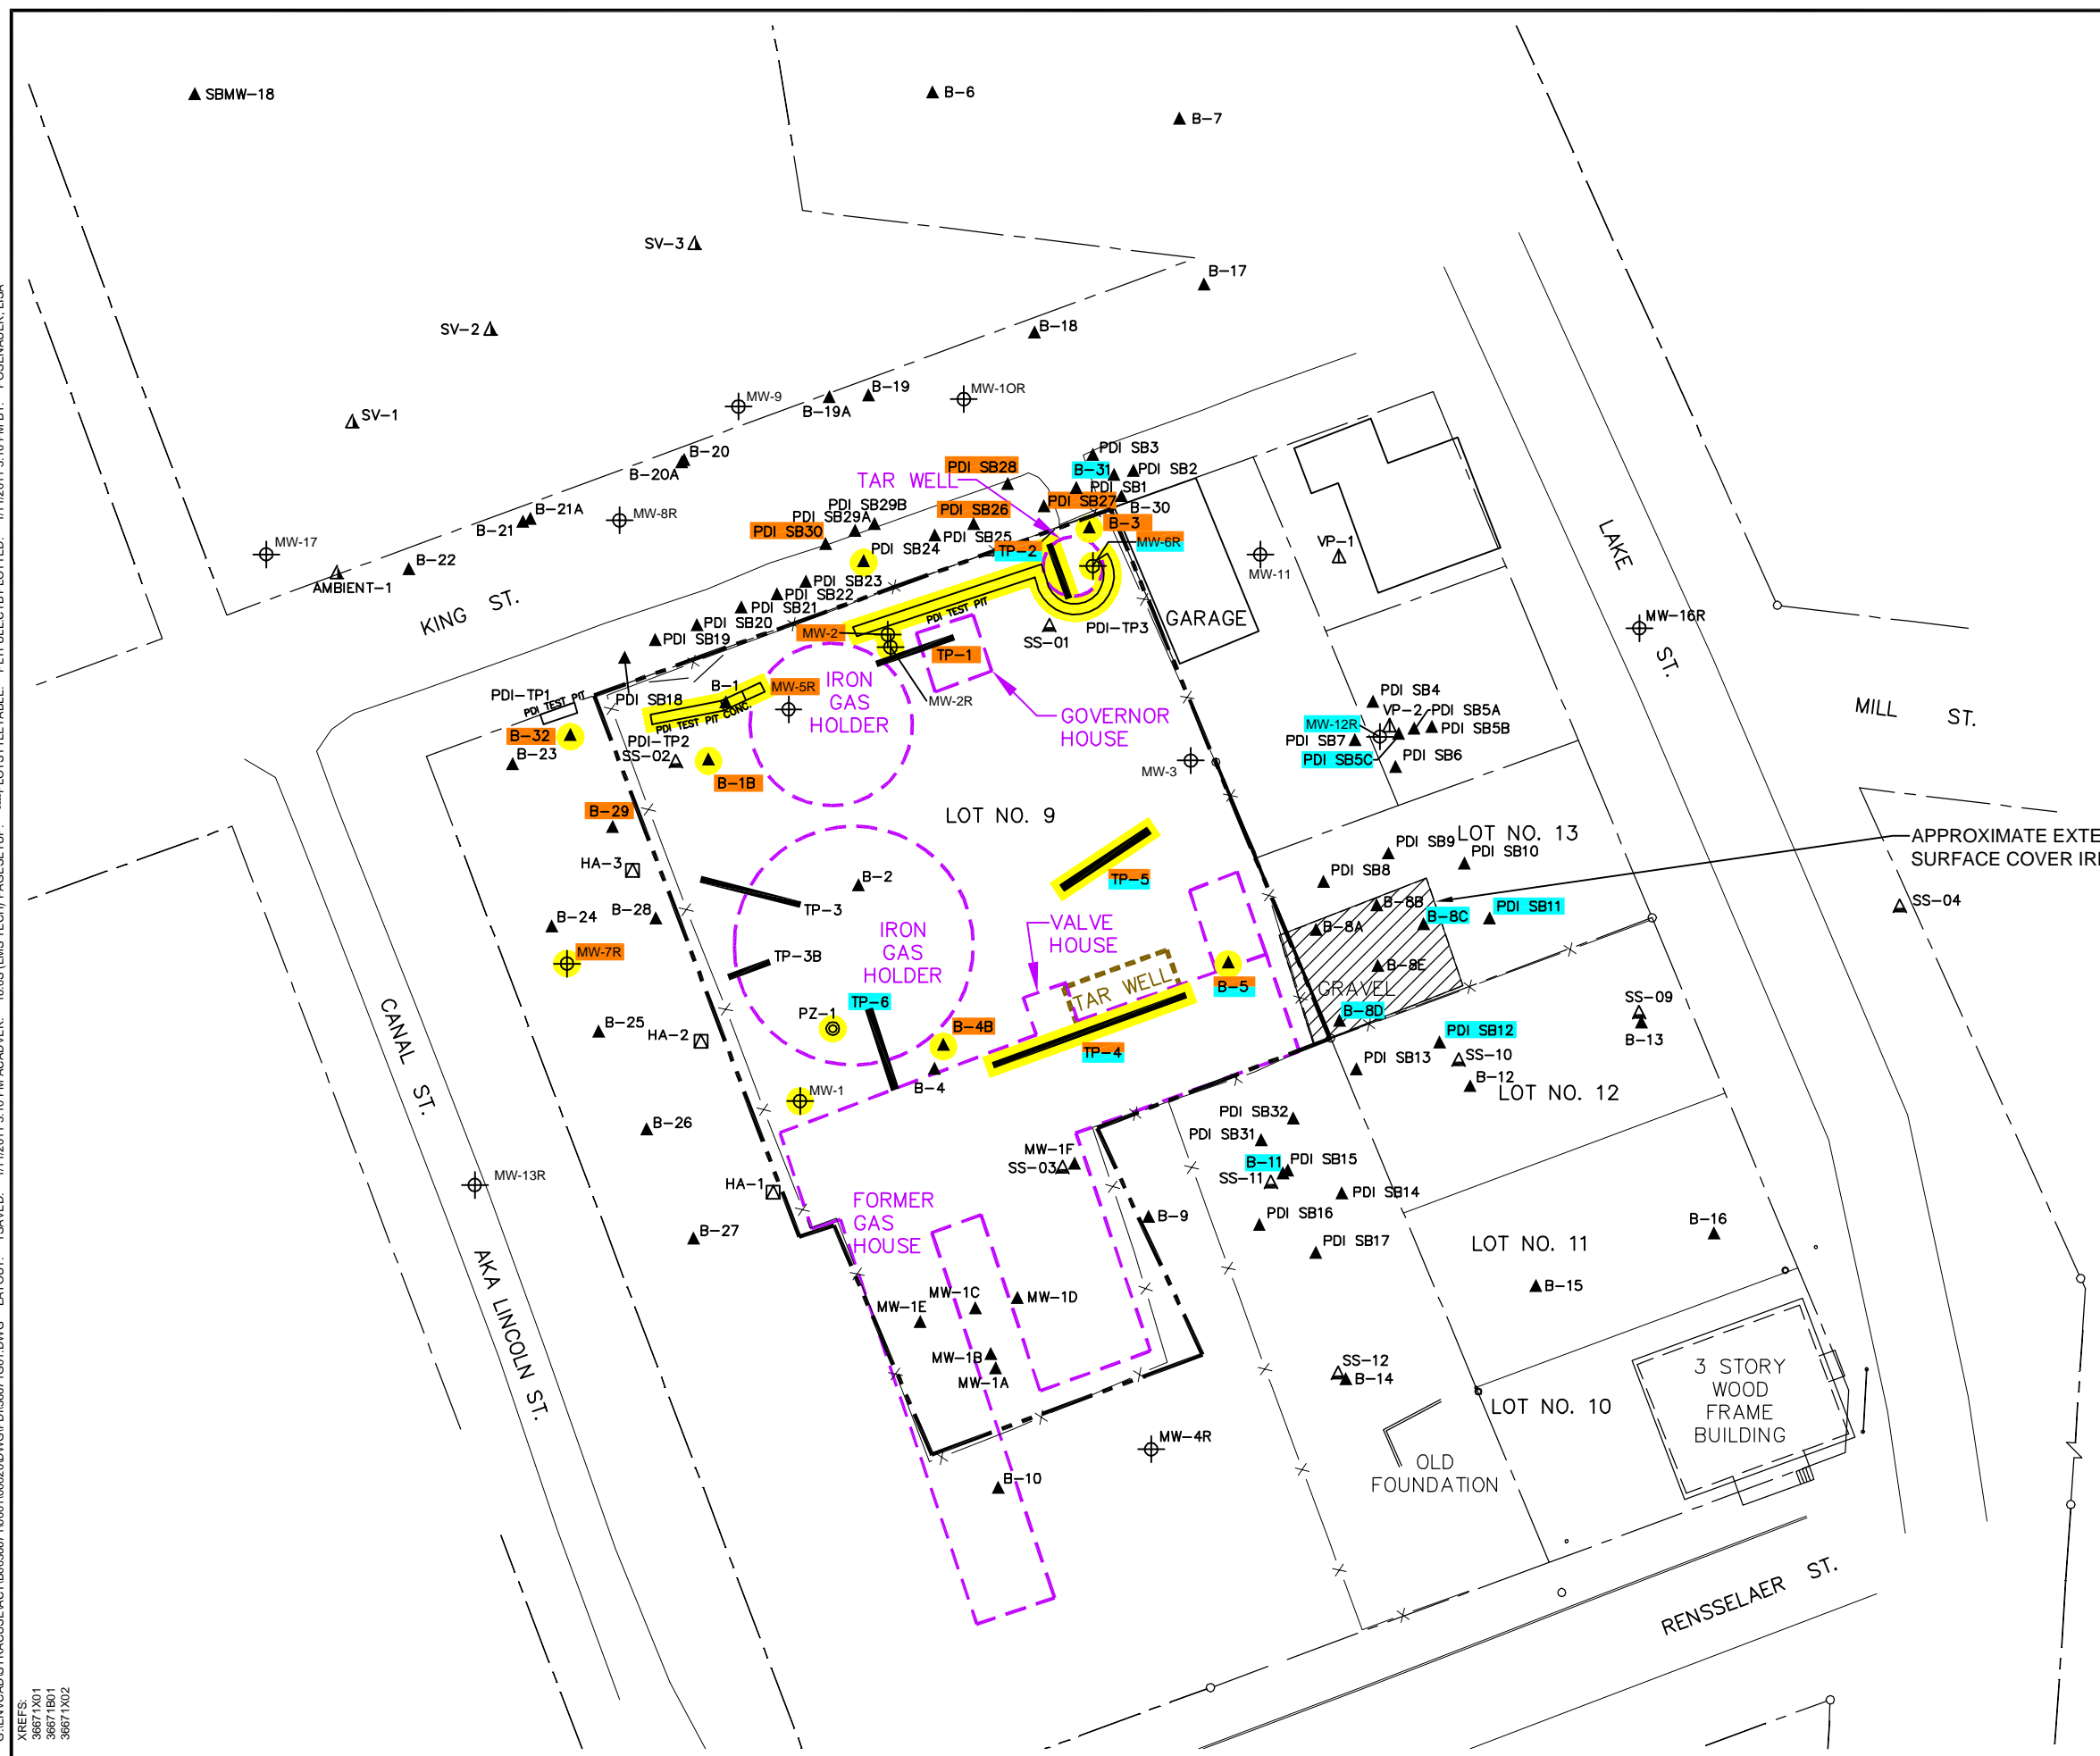 SBMW-18
B-6
B-7
SV-3
B-17
SV-2
B-18
B-19
MW-9
MW-1OR
B-19A
SV-1
PDI SB3
B-20
PDI SB28
B-31
PDI SB2
B-20A
TAR WELL
PDI SB1
PDI SB29B
PDI SB27
B-30
B-21A
PDI SB29A
PDI SB26
B-3
MW-8R
B-21
PDI SB30
PDI SB25
MW-6R
MW-17
PDI SB24
TP-2
VP-1
LAKE ST.
B-22
MW-11
AMBIENT-1
PDI SB23
PDI SB22
KING ST.
PDI SB21
PDI TEST PIT
PDI SB20
PDI-TP3
GARAGE
MW-16R
MW-2
SS-01
PDI SB19
TP-1
IRON
GAS
HOLDER
MW-5R
B-1
PDI-TP1
PDI TEST PIT
PDI SB18
MW-2R
PDI SB4
GOVERNOR
HOUSE
VP-2
PDI SB5A
MILL ST.
PDI TEST PIT CONC.
MW-12R
PDI SB5B
B-32
PDI-TP2
PDI SB7
B-23
SS-02
PDI SB5C
PDI SB6
MW-3
B-1B
B-29
LOT NO. 9
LOT NO. 13
APPROXIMATE EXTE
SURFACE COVER IRI
PDI SB9
PDI SB10
HA-3
PDI SB8
B-2
TP-5
SS-04
B-8B
PDI SB11
TP-3
B-28
B-8C
B-24
VALVE
HOUSE
B-8A
IRON
GAS
HOLDER
MW-7R
TP-3B
B-8E
TAR WELL
B-5
GRAVEL
TP-6
SS-09
PZ-1
B-8D
CANAL ST.
B-25
B-4B
PDI SB12
HA-2
B-13
TP-4
SS-10
PDI SB13
B-4
B-12
MW-1
LOT NO. 12
PDI SB32
B-26
PDI SB31
MW-1F
SS-03
B-11
PDI SB15
MW-13R
SS-11
HA-1
PDI SB14
FORMER
GAS
HOUSE
B-9
PDI SB16
B-16
B-27
PDI SB17
LOT NO. 11
AKA LINCOLN ST.
B-15
MW-1C
MW-1D
MW-1E
MW-1B
SS-12
MW-1A
B-14
3 STORY
WOOD
FRAME
BUILDING
LOT NO. 10
MW-4R
OLD
FOUNDATION
B-10
RENSSELAER ST.
XREFS:
36671X01
36671B01
36671X02